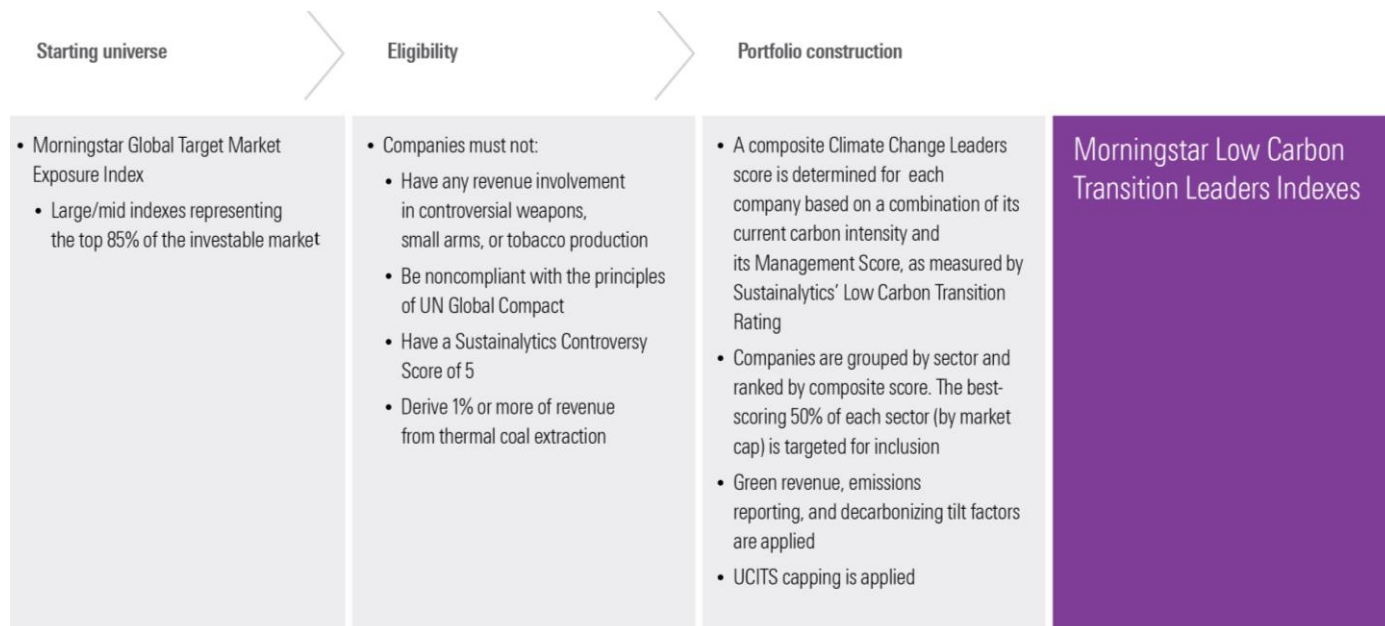 Starting universe
Eligibility
Portfolio construction
• Morningstar Global Target Market
Exposure Index
• Large/mid indexes representing
the top 85% of the investable market
• Companies must not:
• Have any revenue involvement
in controversial weapons,
small arms, or tobacco production
• Be noncompliant with the principles
of UN Global Compact
• Have a Sustainalytics Controversy
Score of 5
• Derive 1% or more of revenue
from thermal coal extraction
• A composite Climate Change Leaders
score is determined for each
company based on a combination of its
current carbon intensity and
its Management Score, as measured by
Sustainalytics’ Low Carbon Transition
Rating
• Companies are grouped by sector and
ranked by composite score. The best-
scoring 50% of each sector (by market
cap) is targeted for inclusion
• Green revenue, emissions
reporting, and decarbonizing tilt factors
are applied
• UCITS capping is applied
Morningstar Low Carbon
Transition Leaders Indexes